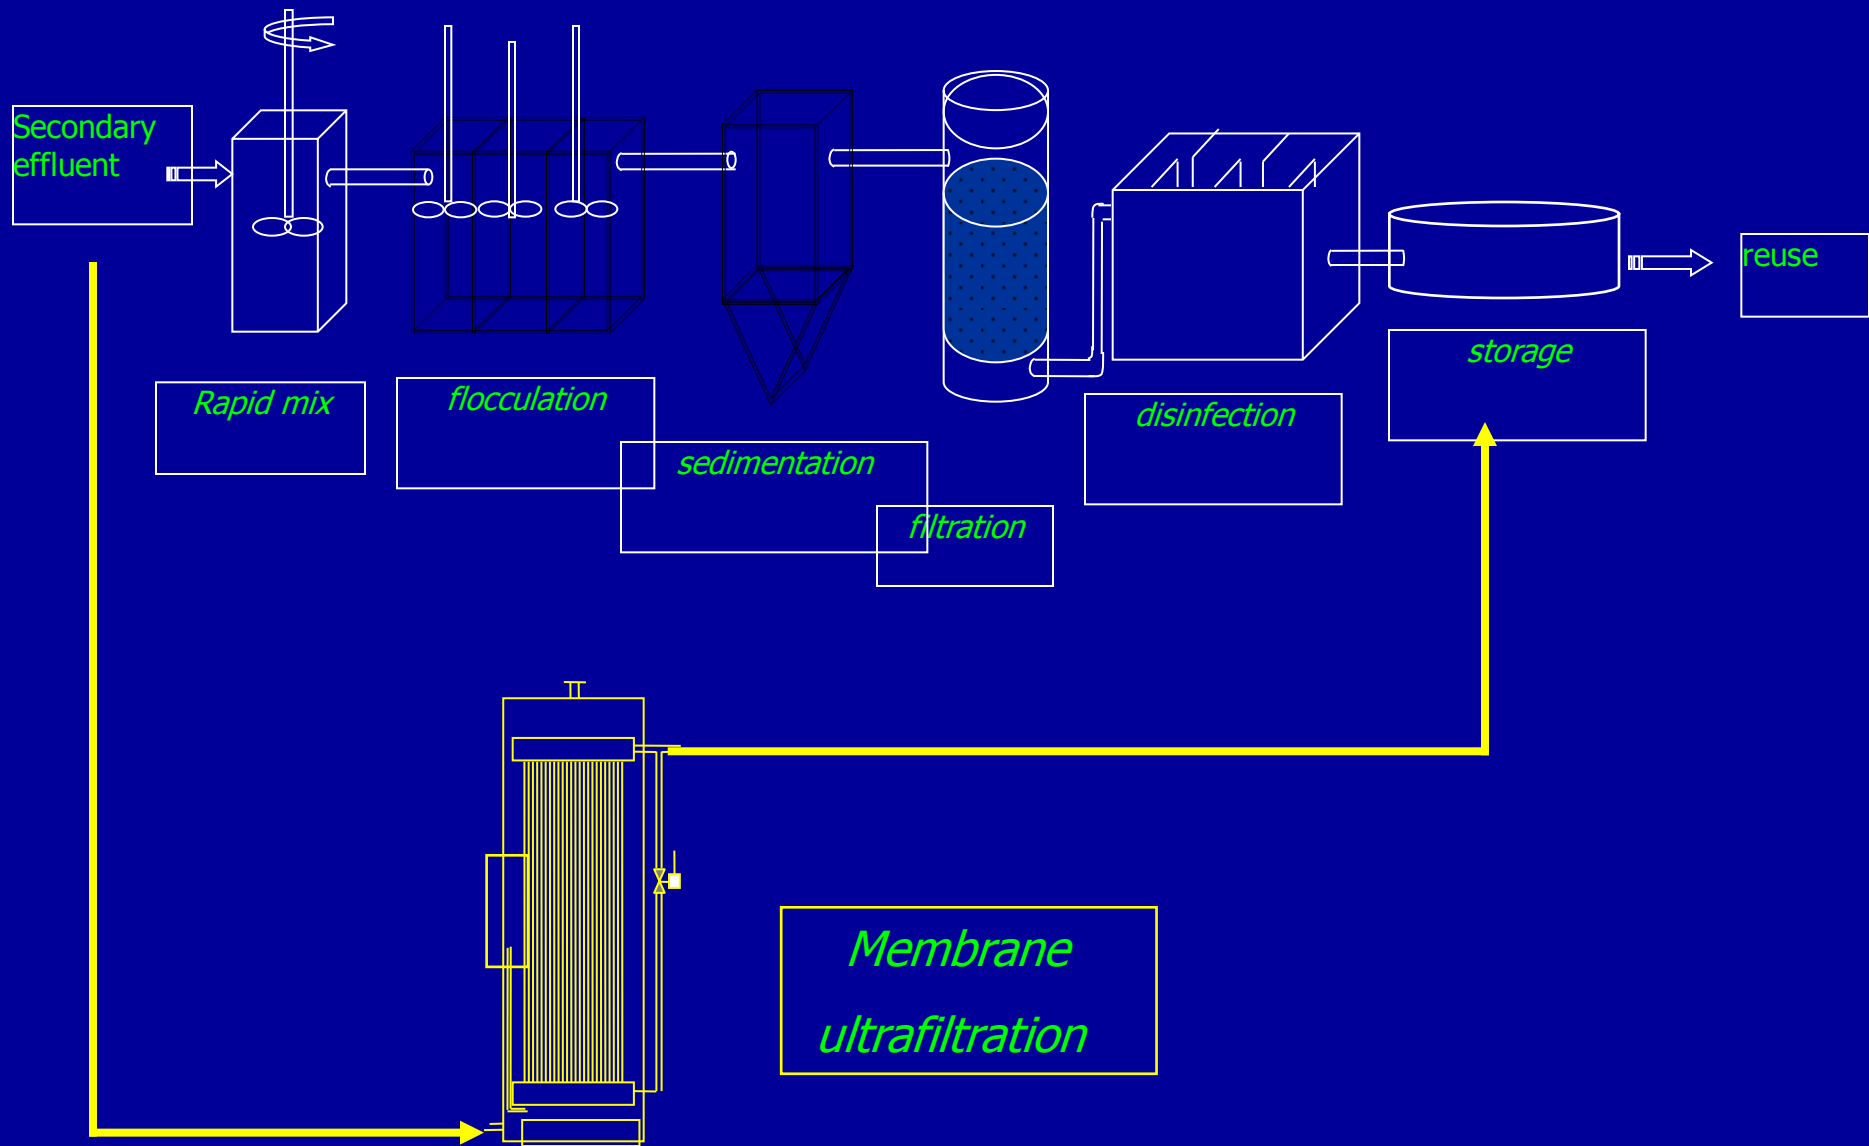 Secondary
effluent
Rapid mix
flocculation
sedimentation
filtration
disinfection
storage
reuse
Membrane
ultrafiltration